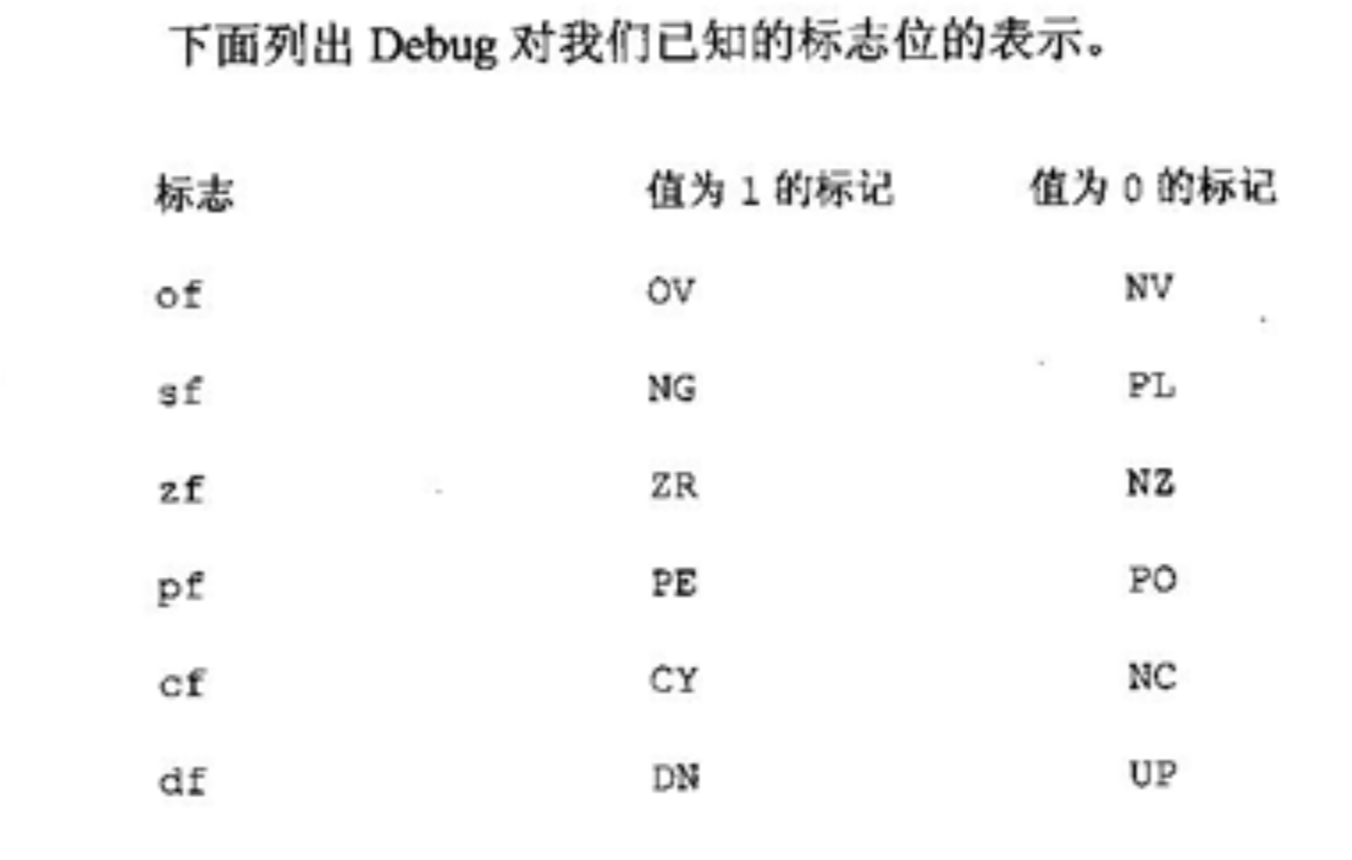 下面列出 Debug 对我们已知的标志位的表示。
标志 值为 1 的标记 值为 0 的标记
of OV NV
sf NG PL
zf ZR NZ
pf PE PO
cf CY NC
df DN UP